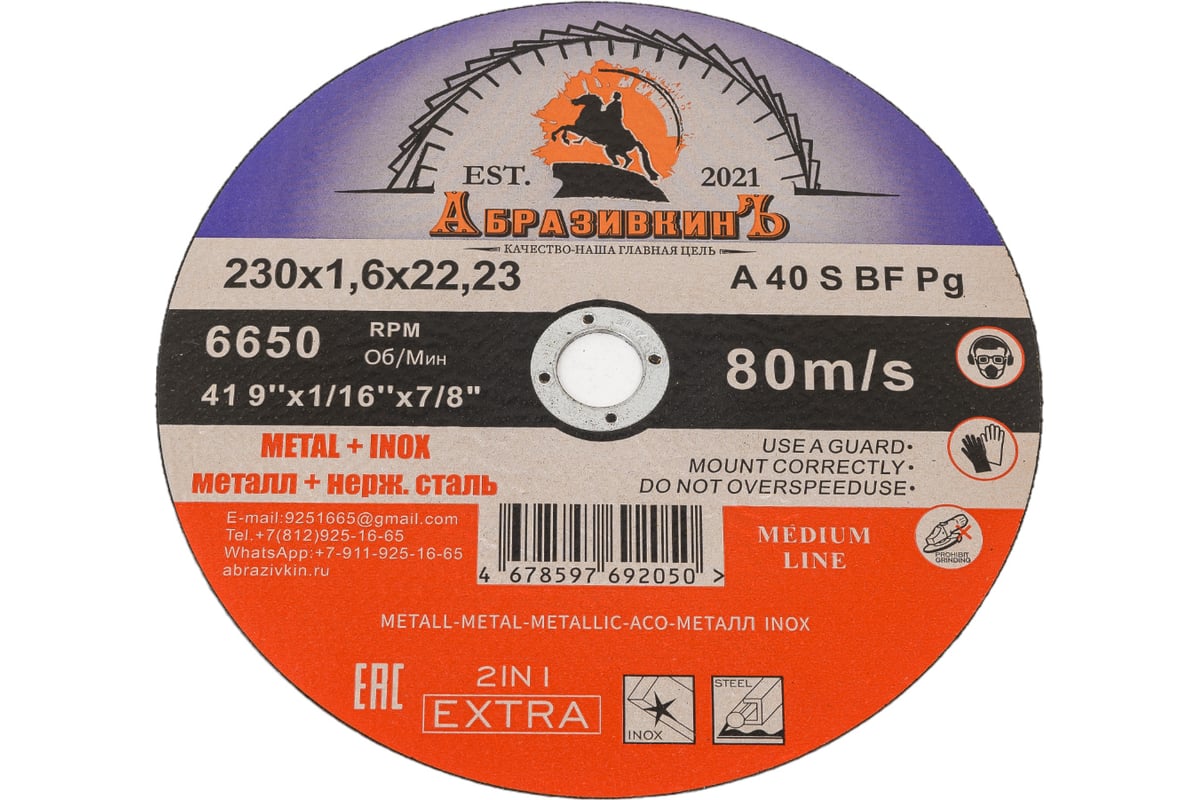 EST. 2021
АБРАЗИВКИНЪ
КАЧЕСТВО-НАША ГЛАВНАЯ ЦЕЛЬ
230x1,6x22,23
A 40 S BF Pg
6650 RPM
Об/Мин
80m/s
41 9''x1/16''x7/8"
METAL + INOX
металл + нерж. сталь
USE A GUARD•
MOUNT CORRECTLY•
DO NOT OVERSPEEDUSE•
E-mail:9251665@gmail.com
Tel.+7(812)925-16-65
WhatsApp:+7-911-925-16-65
abrazivkin.ru
4 678597 692050 >
MEDIUM
LINE
PROHIBIT
GRINDING
METALL-METAL-METALLIC-ACO-МЕТАЛЛ INOX
EAC
2IN1
EXTRA
INOX
STEEL